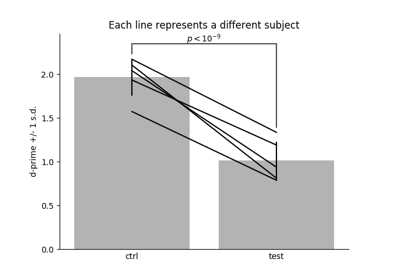 Each line represents a different subject
p < 10⁻⁹
d-prime +/- 1 s.d.
2.0
1.5
1.0
0.5
0.0
ctrl
test